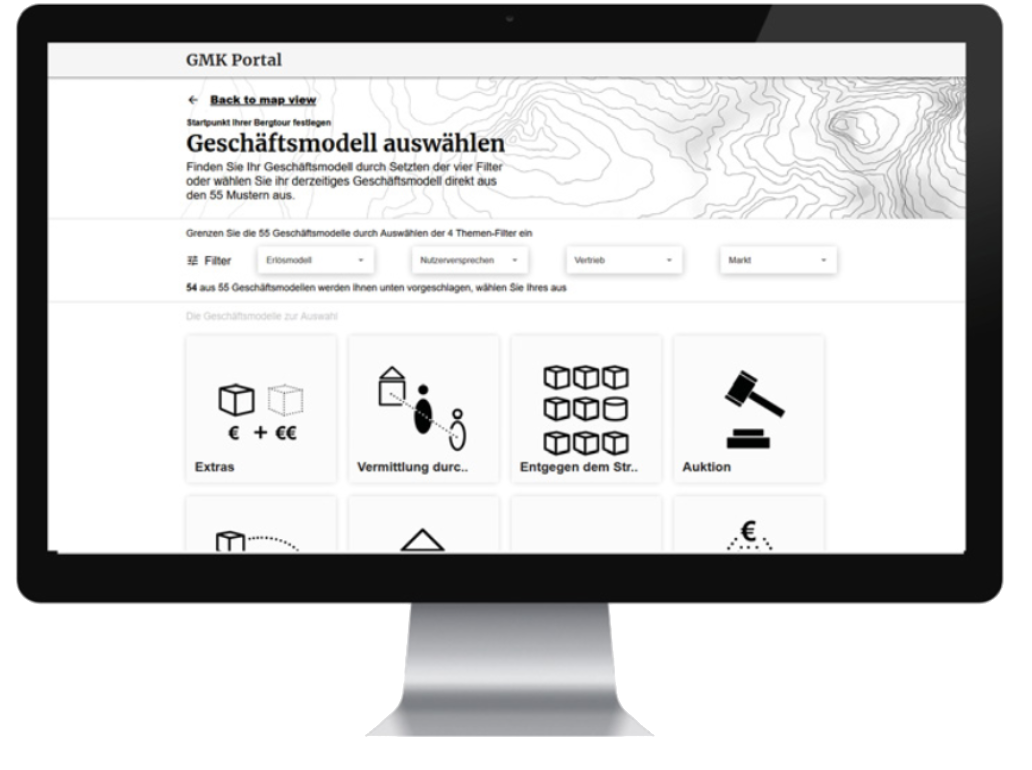 GMK Portal
← Back to map view
Startpunkt Ihrer Bergtour festlegen
Geschäftsmodell auswählen
Finden Sie Ihr Geschäftsmodell durch Setzten der vier Filter
oder wählen Sie ihr derzeitiges Geschäftsmodell direkt aus
den 55 Mustern aus.
Grenzen Sie die 55 Geschäftsmodelle durch Auswählen der 4 Themen-Filter ein
Filter Erlösmodell Nutzerversprechen Vertrieb Markt
54 aus 55 Geschäftsmodellen werden Ihnen unten vorgeschlagen, wählen Sie Ihres aus
Die Geschäftsmodelle zur Auswahl
€ + €€
Extras Vermittlung durc.. Entgegen dem Str.. Auktion
€